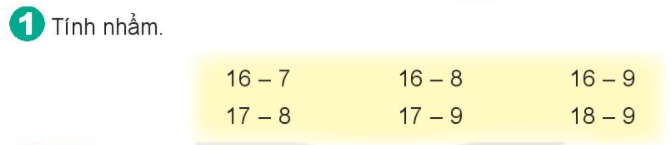 1 Tính nhẩm.
16 – 7 16 – 8 16 – 9
17 – 8 17 – 9 18 – 9